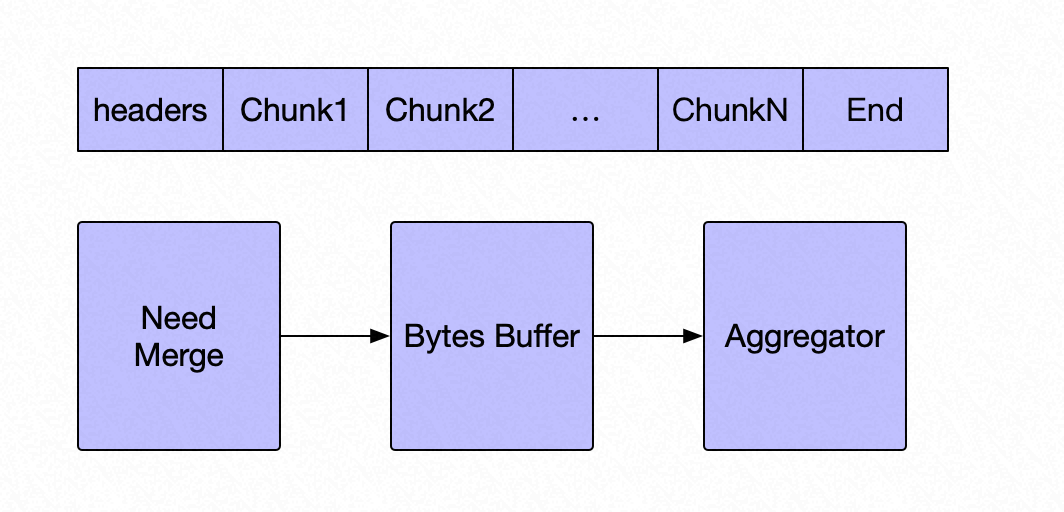 headers Chunk1 Chunk2 ... ChunkN End
Need
Merge
Bytes Buffer
Aggregator